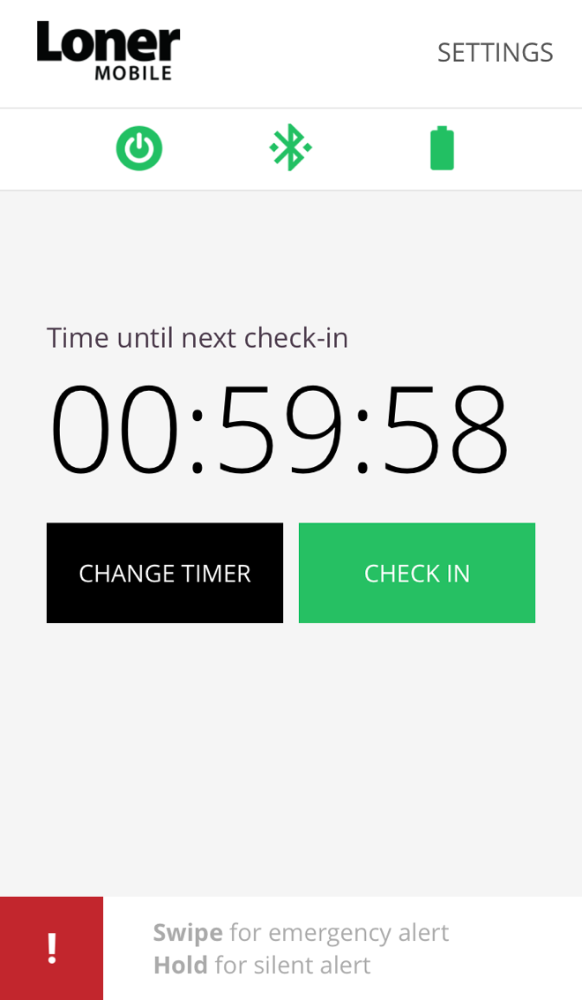 Loner
MOBILE
SETTINGS
Time until next check-in
00:59:58
CHANGE TIMER
CHECK IN
!
Swipe for emergency alert
Hold for silent alert